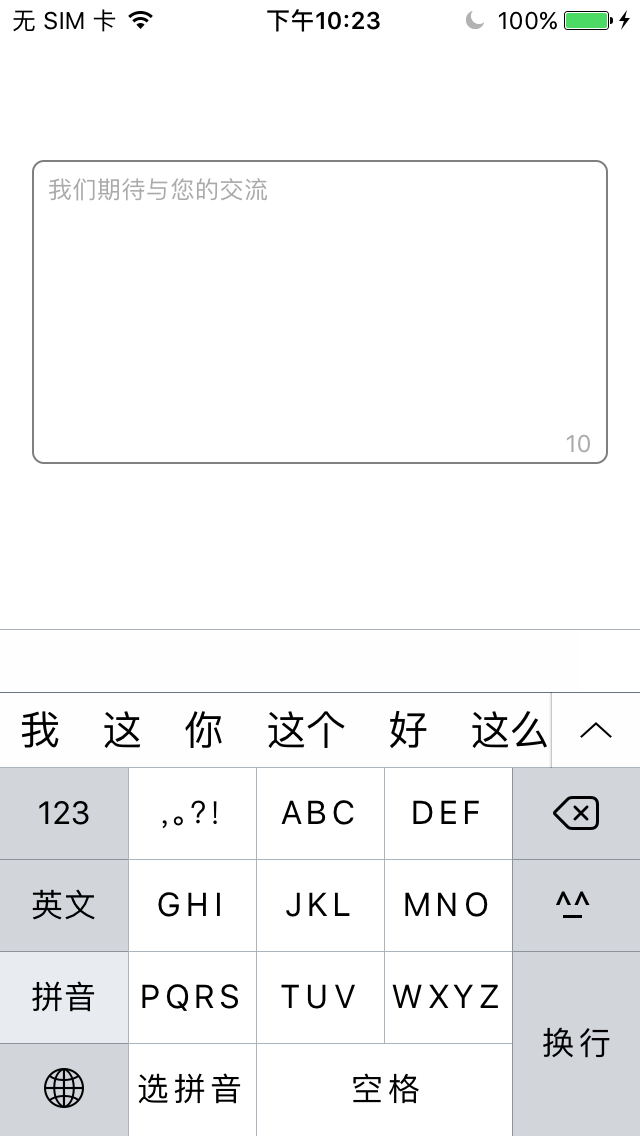 无 SIM 卡 下午10:23 100%
我们期待与您的交流
10
我 这 你 这个 好 这么
123 ,。?! ABC DEF
英文 GHI JKL MNO ^^
拼音 PQRS TUV WXYZ
换行
选拼音 空格